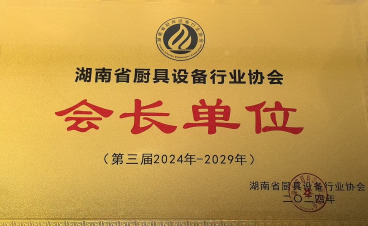 湖南省厨具设备行业协会
会长单位
（第三届2024年-2029年）
湖南省厨具设备行业协会
二〇二四年